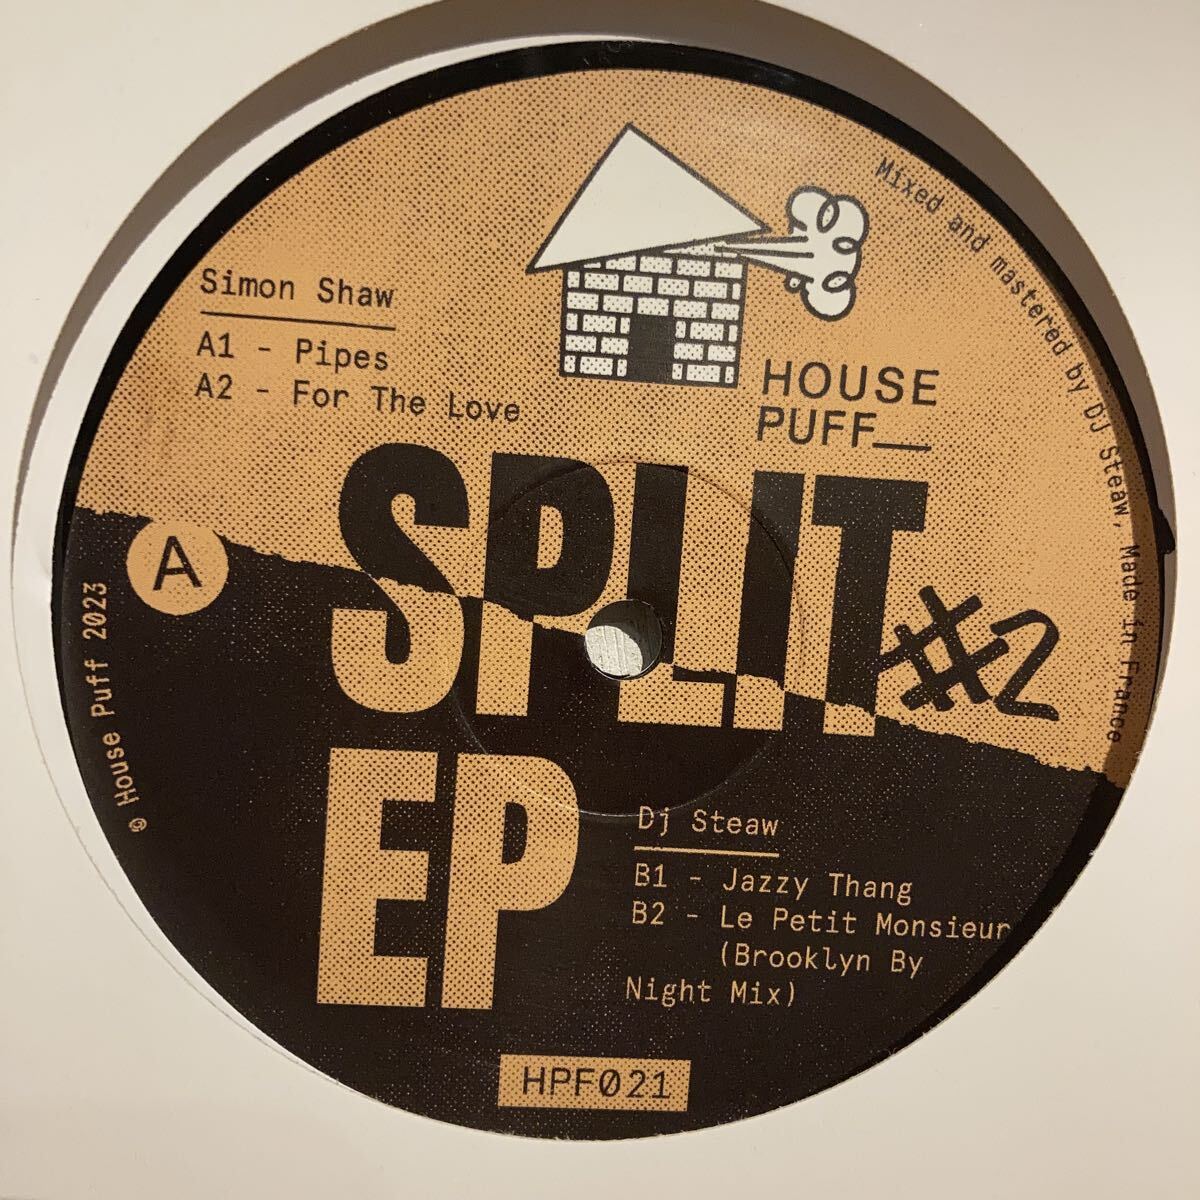 Simon Shaw
A1 - Pipes
A2 - For The Love
HOUSE
PUFF__
Mixed and mastered by DJ Steaw, Made in France
SPLIT
#2
EP
A
© House Puff 2023
Dj Steaw
B1 - Jazzy Thang
B2 - Le Petit Monsieur
(Brooklyn By
Night Mix)
HPF021